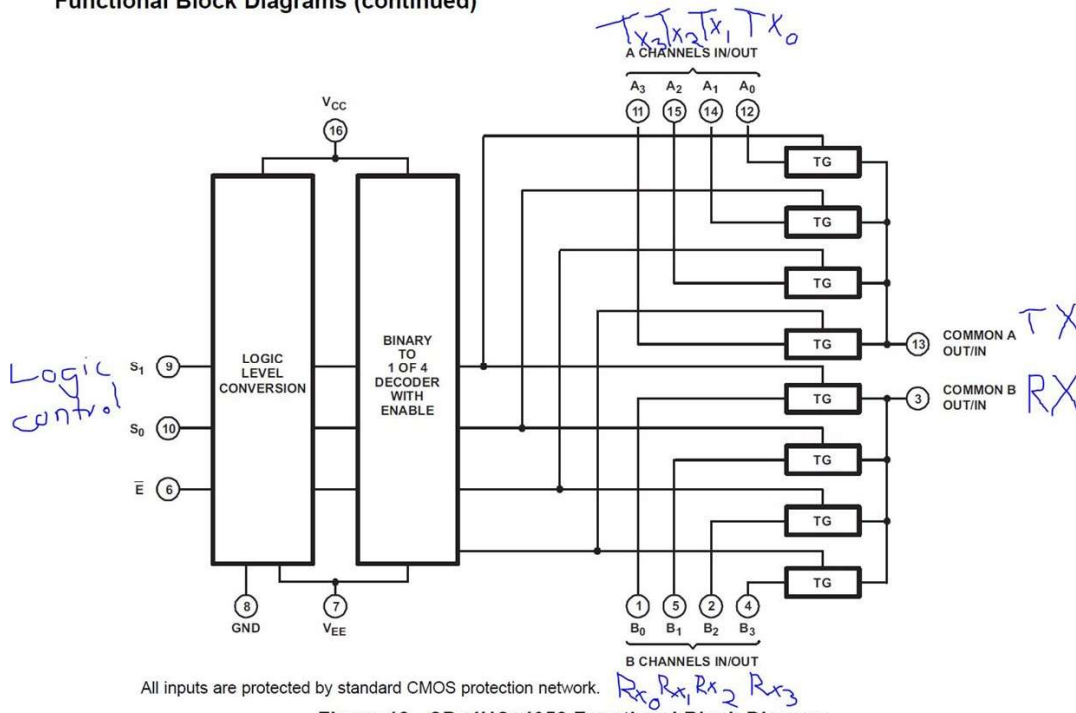 Functional Block Diagrams (continued)
Tx3 Tx2 Tx1 TX0
A CHANNELS IN/OUT
A3 A2 A1 A0
11 15 14 12
VCC
16
TG
TG
TG
TG
TG
TG
TG
TG
LOGIC LEVEL CONVERSION
BINARY TO 1 OF 4 DECODER WITH ENABLE
Logic control
S1 9
S0 10
E 6
13 COMMON A OUT/IN TX
3 COMMON B OUT/IN RX
8 GND
7 VEE
1 5 2 4
B0 B1 B2 B3
B CHANNELS IN/OUT
Rx0 Rx1 Rx2 Rx3
All inputs are protected by standard CMOS protection network.